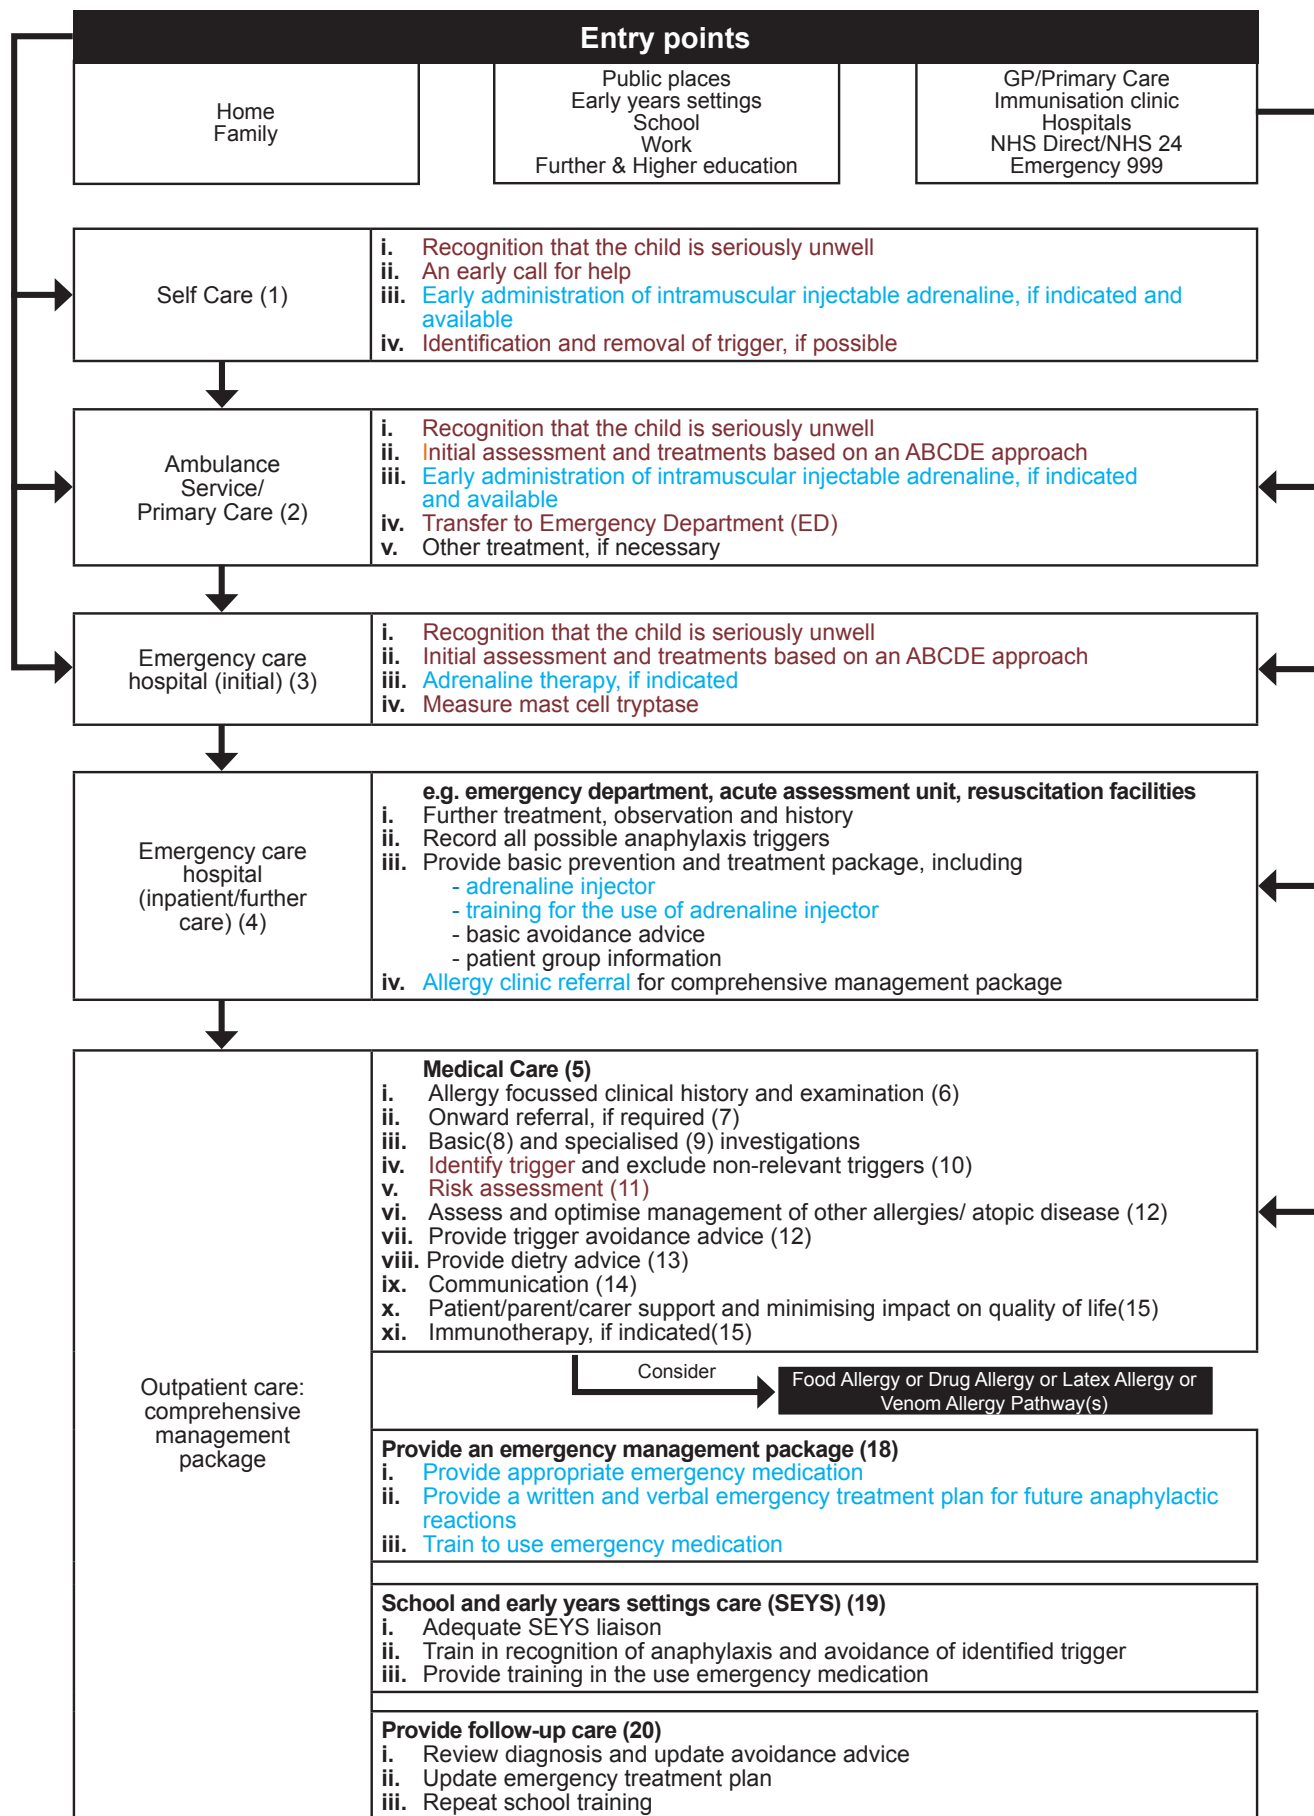 Entry points
Home
Family
Public places
Early years settings
School
Work
Further & Higher education
GP/Primary Care
Immunisation clinic
Hospitals
NHS Direct/NHS 24
Emergency 999
Self Care (1)
i. Recognition that the child is seriously unwell
ii. An early call for help
iii. Early administration of intramuscular injectable adrenaline, if indicated and
available
iv. Identification and removal of trigger, if possible
Ambulance
Service/
Primary Care (2)
i. Recognition that the child is seriously unwell
ii. Initial assessment and treatments based on an ABCDE approach
iii. Early administration of intramuscular injectable adrenaline, if indicated
and available
iv. Transfer to Emergency Department (ED)
v. Other treatment, if necessary
Emergency care
hospital (initial) (3)
i. Recognition that the child is seriously unwell
ii. Initial assessment and treatments based on an ABCDE approach
iii. Adrenaline therapy, if indicated
iv. Measure mast cell tryptase
Emergency care
hospital
(inpatient/further
care) (4)
e.g. emergency department, acute assessment unit, resuscitation facilities
i. Further treatment, observation and history
ii. Record all possible anaphylaxis triggers
iii. Provide basic prevention and treatment package, including
- adrenaline injector
- training for the use of adrenaline injector
- basic avoidance advice
- patient group information
iv. Allergy clinic referral for comprehensive management package
Outpatient care:
comprehensive
management
package
Medical Care (5)
i. Allergy focussed clinical history and examination (6)
ii. Onward referral, if required (7)
iii. Basic(8) and specialised (9) investigations
iv. Identify trigger and exclude non-relevant triggers (10)
v. Risk assessment (11)
vi. Assess and optimise management of other allergies/ atopic disease (12)
vii. Provide trigger avoidance advice (12)
viii. Provide dietry advice (13)
ix. Communication (14)
x. Patient/parent/carer support and minimising impact on quality of life(15)
xi. Immunotherapy, if indicated(15)
Consider
Food Allergy or Drug Allergy or Latex Allergy or
Venom Allergy Pathway(s)
Provide an emergency management package (18)
i. Provide appropriate emergency medication
ii. Provide a written and verbal emergency treatment plan for future anaphylactic
reactions
iii. Train to use emergency medication
School and early years settings care (SEYS) (19)
i. Adequate SEYS liaison
ii. Train in recognition of anaphylaxis and avoidance of identified trigger
iii. Provide training in the use emergency medication
Provide follow-up care (20)
i. Review diagnosis and update avoidance advice
ii. Update emergency treatment plan
iii. Repeat school training